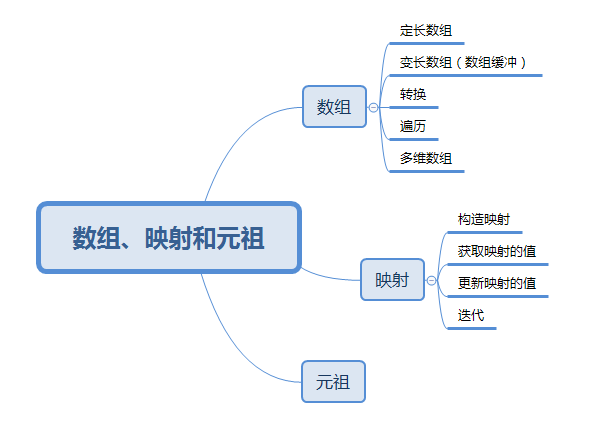 数组、映射和元祖
数组
定长数组
变长数组（数组缓冲）
转换
遍历
多维数组
映射
构造映射
获取映射的值
更新映射的值
迭代
元祖